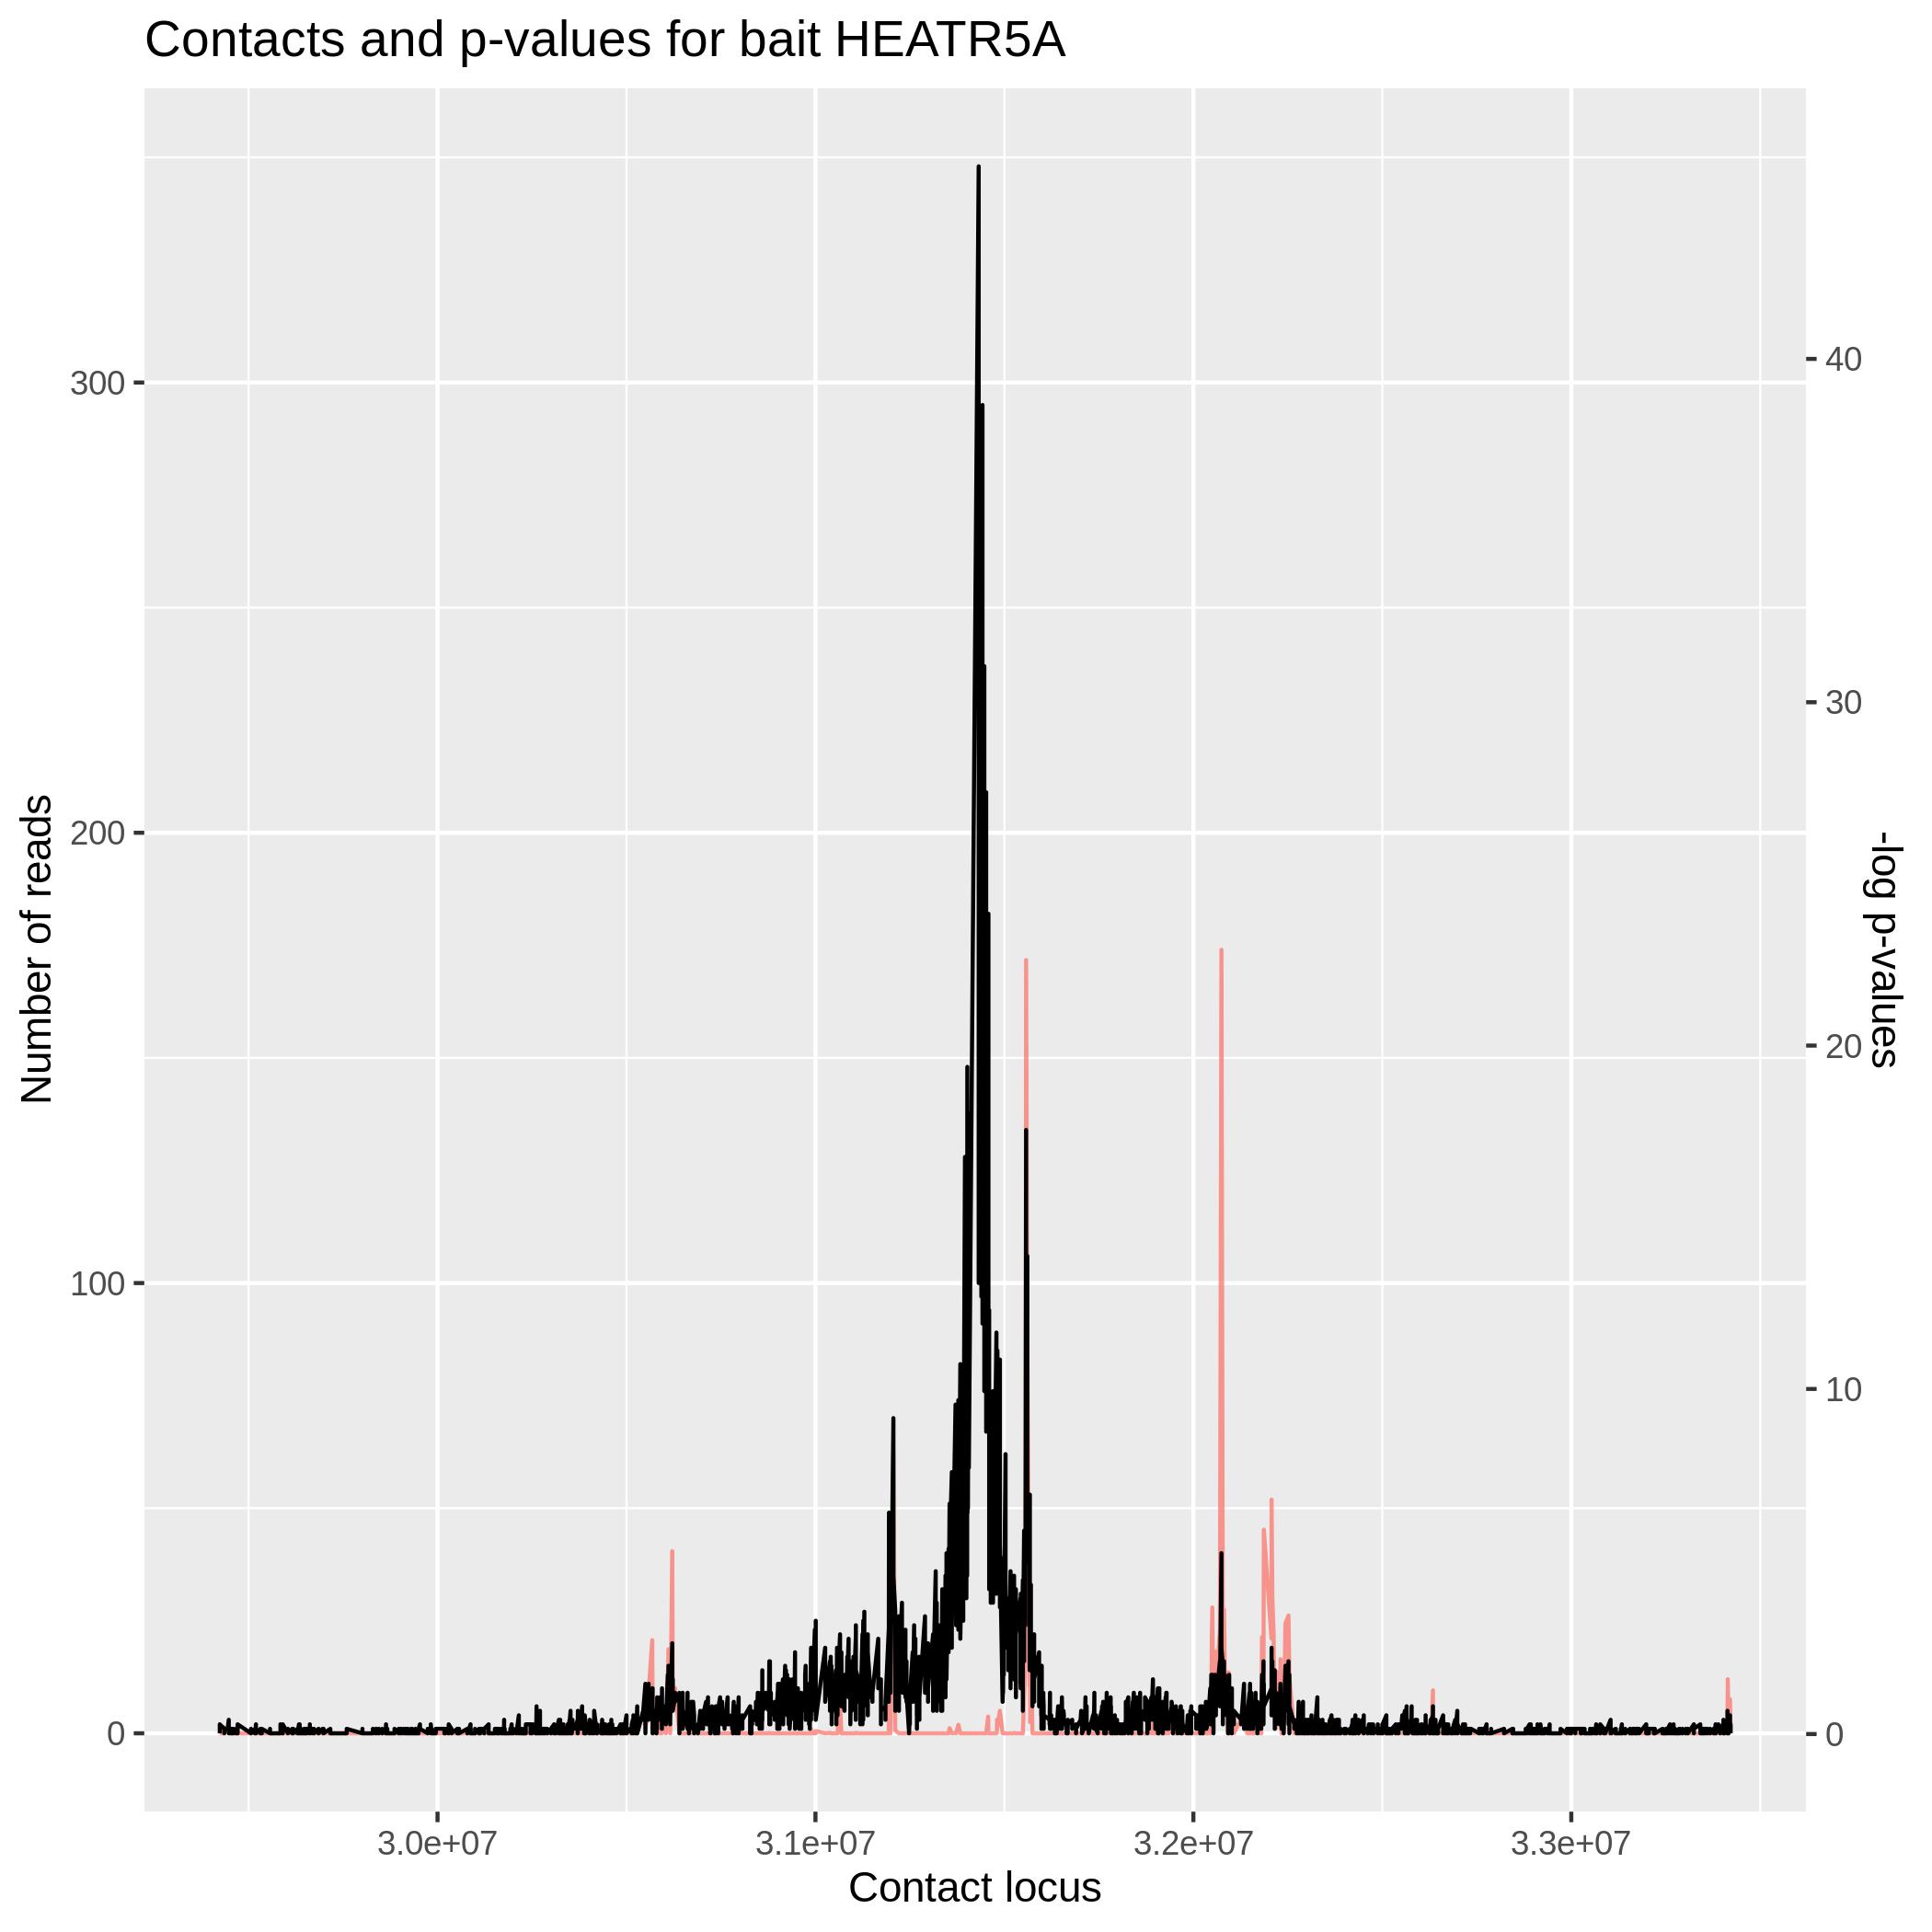 Contacts and p-values for bait HEATR5A
Number of reads
300
200
100
0
40
30
20
10
0
-log p-values
3.0e+07 3.1e+07 3.2e+07 3.3e+07
Contact locus